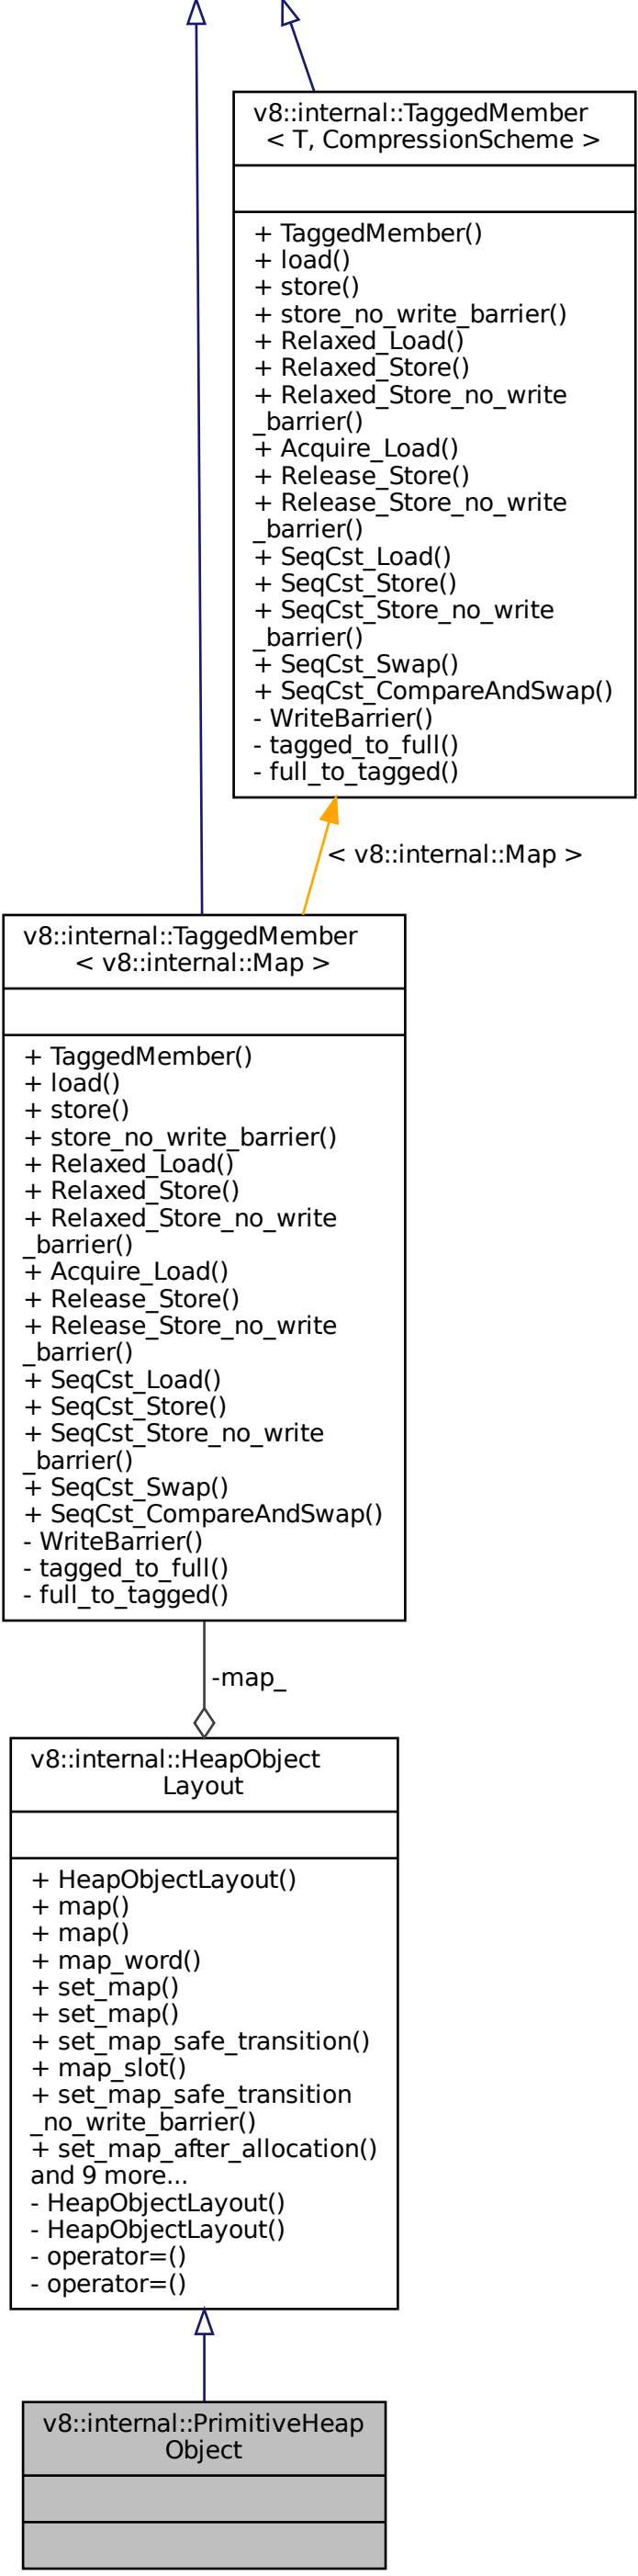 v8::internal::TaggedMember
< T, CompressionScheme >
+ TaggedMember()
+ load()
+ store()
+ store_no_write_barrier()
+ Relaxed_Load()
+ Relaxed_Store()
+ Relaxed_Store_no_write
_barrier()
+ Acquire_Load()
+ Release_Store()
+ Release_Store_no_write
_barrier()
+ SeqCst_Load()
+ SeqCst_Store()
+ SeqCst_Store_no_write
_barrier()
+ SeqCst_Swap()
+ SeqCst_CompareAndSwap()
- WriteBarrier()
- tagged_to_full()
- full_to_tagged()
< v8::internal::Map >
v8::internal::TaggedMember
< v8::internal::Map >
+ TaggedMember()
+ load()
+ store()
+ store_no_write_barrier()
+ Relaxed_Load()
+ Relaxed_Store()
+ Relaxed_Store_no_write
_barrier()
+ Acquire_Load()
+ Release_Store()
+ Release_Store_no_write
_barrier()
+ SeqCst_Load()
+ SeqCst_Store()
+ SeqCst_Store_no_write
_barrier()
+ SeqCst_Swap()
+ SeqCst_CompareAndSwap()
- WriteBarrier()
- tagged_to_full()
- full_to_tagged()
-map_
v8::internal::HeapObject
Layout
+ HeapObjectLayout()
+ map()
+ map()
+ map_word()
+ set_map()
+ set_map()
+ set_map_safe_transition()
+ map_slot()
+ set_map_safe_transition
_no_write_barrier()
+ set_map_after_allocation()
and 9 more...
- HeapObjectLayout()
- HeapObjectLayout()
- operator=()
- operator=()
v8::internal::PrimitiveHeap
Object